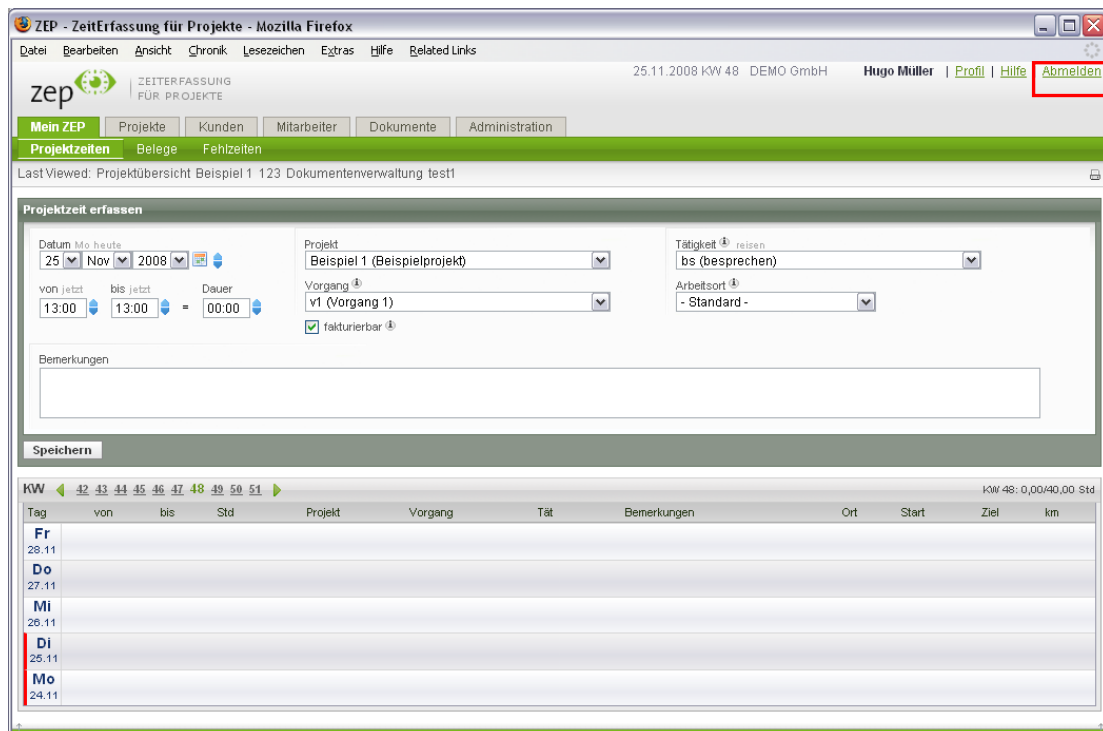 ZEP - ZeitErfassung für Projekte - Mozilla Firefox
Datei Bearbeiten Ansicht Chronik Lesezeichen Extras Hilfe Related Links
25.11.2008 KW 48 DEMO GmbH Hugo Müller | Profil | Hilfe Abmelden
zep ZEITERFASSUNG
FÜR PROJEKTE
Mein ZEP Projekte Kunden Mitarbeiter Dokumente Administration
Projektzeiten Belege Fehlzeiten
Last Viewed: Projektübersicht Beispiel 1 123 Dokumentenverwaltung test1
Projektzeit erfassen
Datum Mo heute Projekt Tätigkeit reisen
25 Nov 2008 Beispiel 1 (Beispielprojekt) bs (besprechen)
von jetzt bis jetzt Dauer Vorgang Arbeitsort
13:00 13:00 = 00:00 v1 (Vorgang 1) - Standard -
fakturierbar
Bemerkungen
Speichern
KW 42 43 44 45 46 47 48 49 50 51 KW 48: 0,00/40,00 Std
Tag von bis Std Projekt Vorgang Tät Bemerkungen Ort Start Ziel km
Fr
28.11
Do
27.11
Mi
26.11
Di
25.11
Mo
24.11